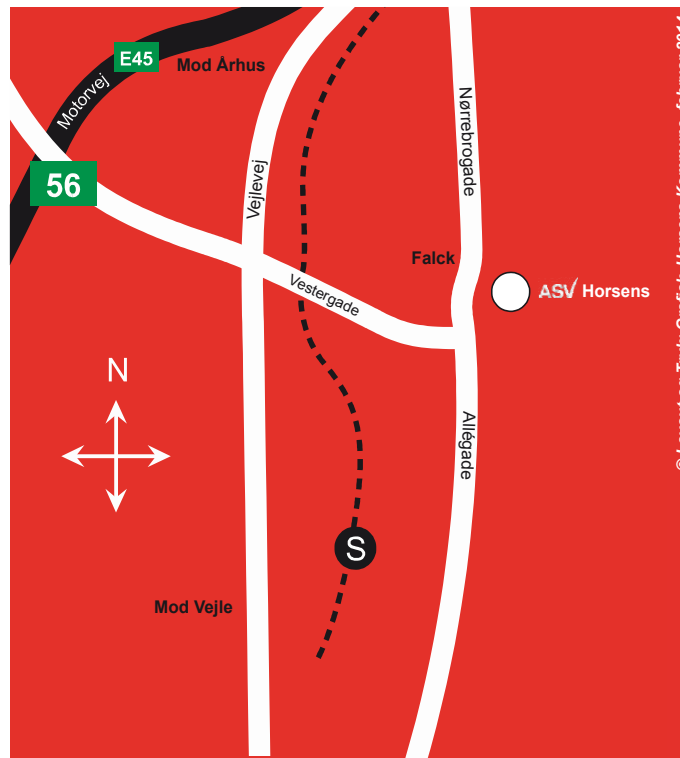 E45
Mod Århus
Motorvej
Nørrebrogade
Vejlevej
56
Falck
Vestergade
ASV Horsens
N
Allégade
S
Mod Vejle